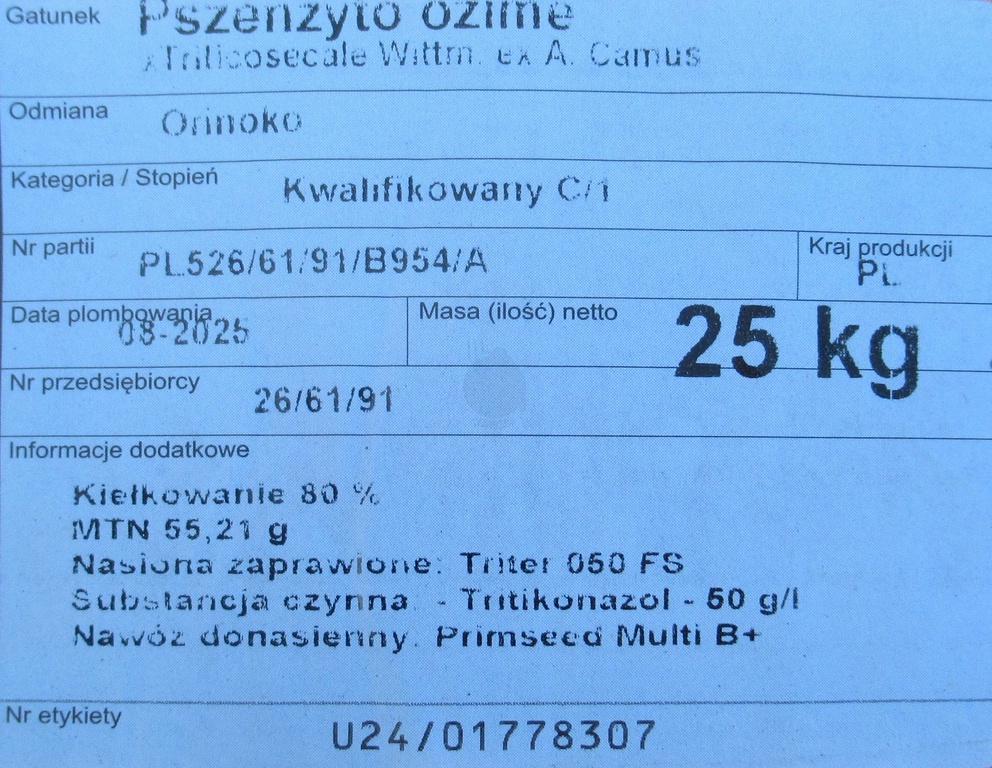 Gatunek Pszenżyto ozime
xTriticosecale Wittm. ex A. Camus
Odmiana Orinoko
Kategoria / Stopień Kwalifikowany C/1
Nr partii PL526/61/91/B954/A Kraj produkcji PL
Data plombowania 08-2025 Masa (ilość) netto 25 kg
Nr przedsiębiorcy 26/61/91
Informacje dodatkowe
Kiełkowanie 80 %
MTN 55,21 g
Nasiona zaprawione: Triter 050 FS
Substancja czynna: - Tritikonazol - 50 g/l
Nawóz donasienny: Primseed Multi B+
Nr etykiety U24/01778307